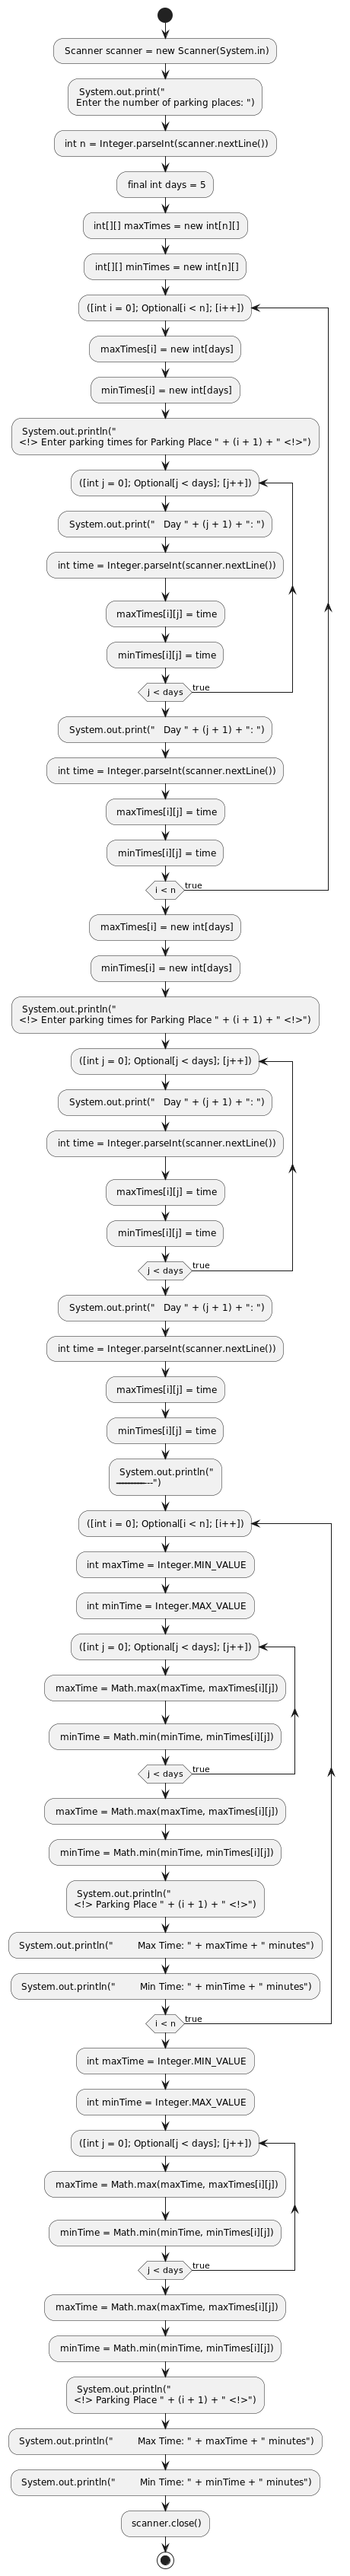 Scanner scanner = new Scanner(System.in)
System.out.print("
Enter the number of parking places: ")
int n = Integer.parseInt(scanner.nextLine())
final int days = 5
int[][] maxTimes = new int[n][]
int[][] minTimes = new int[n][]
([int i = 0]; Optional[i < n]; [i++])
maxTimes[i] = new int[days]
minTimes[i] = new int[days]
System.out.println("
<!> Enter parking times for Parking Place " + (i + 1) + " <!>")
([int j = 0]; Optional[j < days]; [j++])
System.out.print("   Day " + (j + 1) + ": ")
int time = Integer.parseInt(scanner.nextLine())
maxTimes[i][j] = time
minTimes[i][j] = time
j < days true
System.out.print("   Day " + (j + 1) + ": ")
int time = Integer.parseInt(scanner.nextLine())
maxTimes[i][j] = time
minTimes[i][j] = time
i < n true
maxTimes[i] = new int[days]
minTimes[i] = new int[days]
System.out.println("
<!> Enter parking times for Parking Place " + (i + 1) + " <!>")
([int j = 0]; Optional[j < days]; [j++])
System.out.print("   Day " + (j + 1) + ": ")
int time = Integer.parseInt(scanner.nextLine())
maxTimes[i][j] = time
minTimes[i][j] = time
j < days true
System.out.print("   Day " + (j + 1) + ": ")
int time = Integer.parseInt(scanner.nextLine())
maxTimes[i][j] = time
minTimes[i][j] = time
System.out.println("
----------")
([int i = 0]; Optional[i < n]; [i++])
int maxTime = Integer.MIN_VALUE
int minTime = Integer.MAX_VALUE
([int j = 0]; Optional[j < days]; [j++])
maxTime = Math.max(maxTime, maxTimes[i][j])
minTime = Math.min(minTime, minTimes[i][j])
j < days true
maxTime = Math.max(maxTime, maxTimes[i][j])
minTime = Math.min(minTime, minTimes[i][j])
System.out.println("
<!> Parking Place " + (i + 1) + " <!>")
System.out.println("        Max Time: " + maxTime + " minutes")
System.out.println("        Min Time: " + minTime + " minutes")
i < n true
int maxTime = Integer.MIN_VALUE
int minTime = Integer.MAX_VALUE
([int j = 0]; Optional[j < days]; [j++])
maxTime = Math.max(maxTime, maxTimes[i][j])
minTime = Math.min(minTime, minTimes[i][j])
j < days true
maxTime = Math.max(maxTime, maxTimes[i][j])
minTime = Math.min(minTime, minTimes[i][j])
System.out.println("
<!> Parking Place " + (i + 1) + " <!>")
System.out.println("        Max Time: " + maxTime + " minutes")
System.out.println("        Min Time: " + minTime + " minutes")
scanner.close()